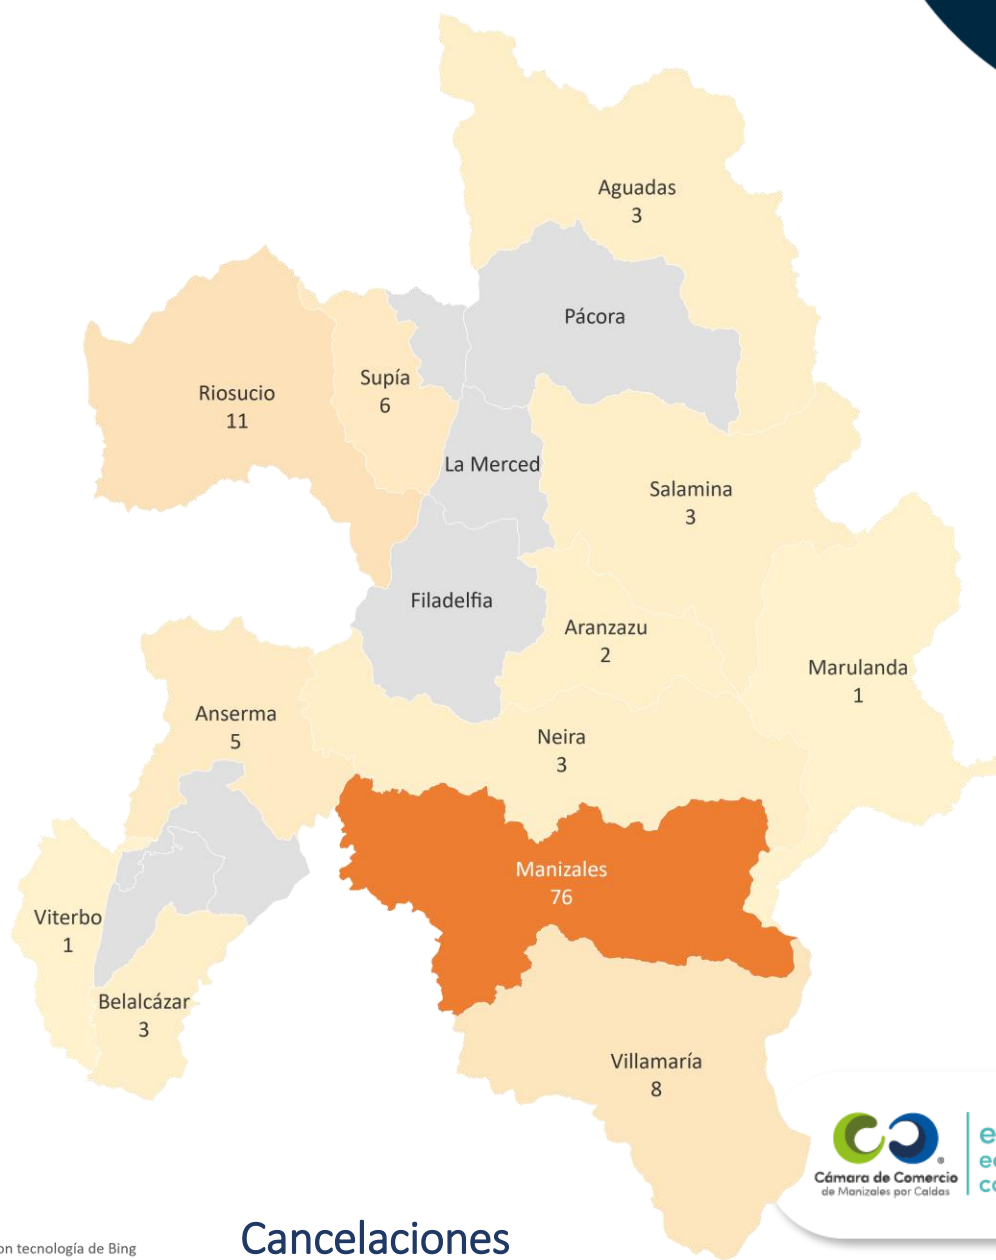 Aguadas
3
Pácora
Riosucio
11
Supía
6
La Merced
Salamina
3
Filadelfia
Aranzazu
2
Marulanda
1
Anserma
5
Neira
3
Manizales
76
Viterbo
1
Belalcázar
3
Villamaría
8
Cámara de Comercio
de Manizales por Caldas
Cancelaciones
con tecnología de Bing